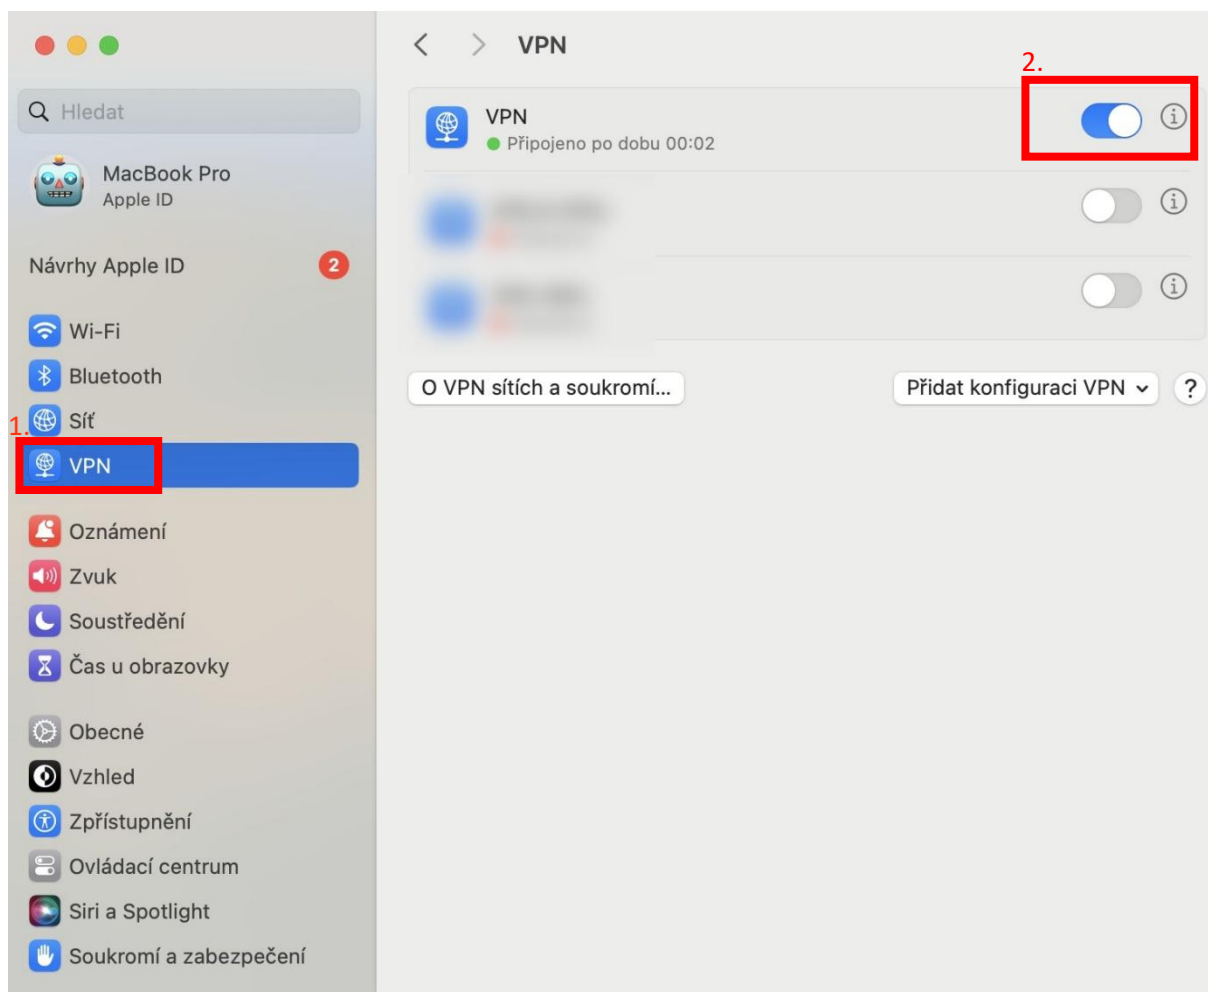 VPN
2.
Hledat
VPN
Připojeno po dobu 00:02
MacBook Pro
Apple ID
Návrhy Apple ID
2
Wi-Fi
Bluetooth
O VPN sítích a soukromí...
Přidat konfiguraci VPN
?
Síť
1.
VPN
Oznámení
Zvuk
Soustředění
Čas u obrazovky
Obecné
Vzhled
Zpřístupnění
Ovládací centrum
Siri a Spotlight
Soukromí a zabezpečení